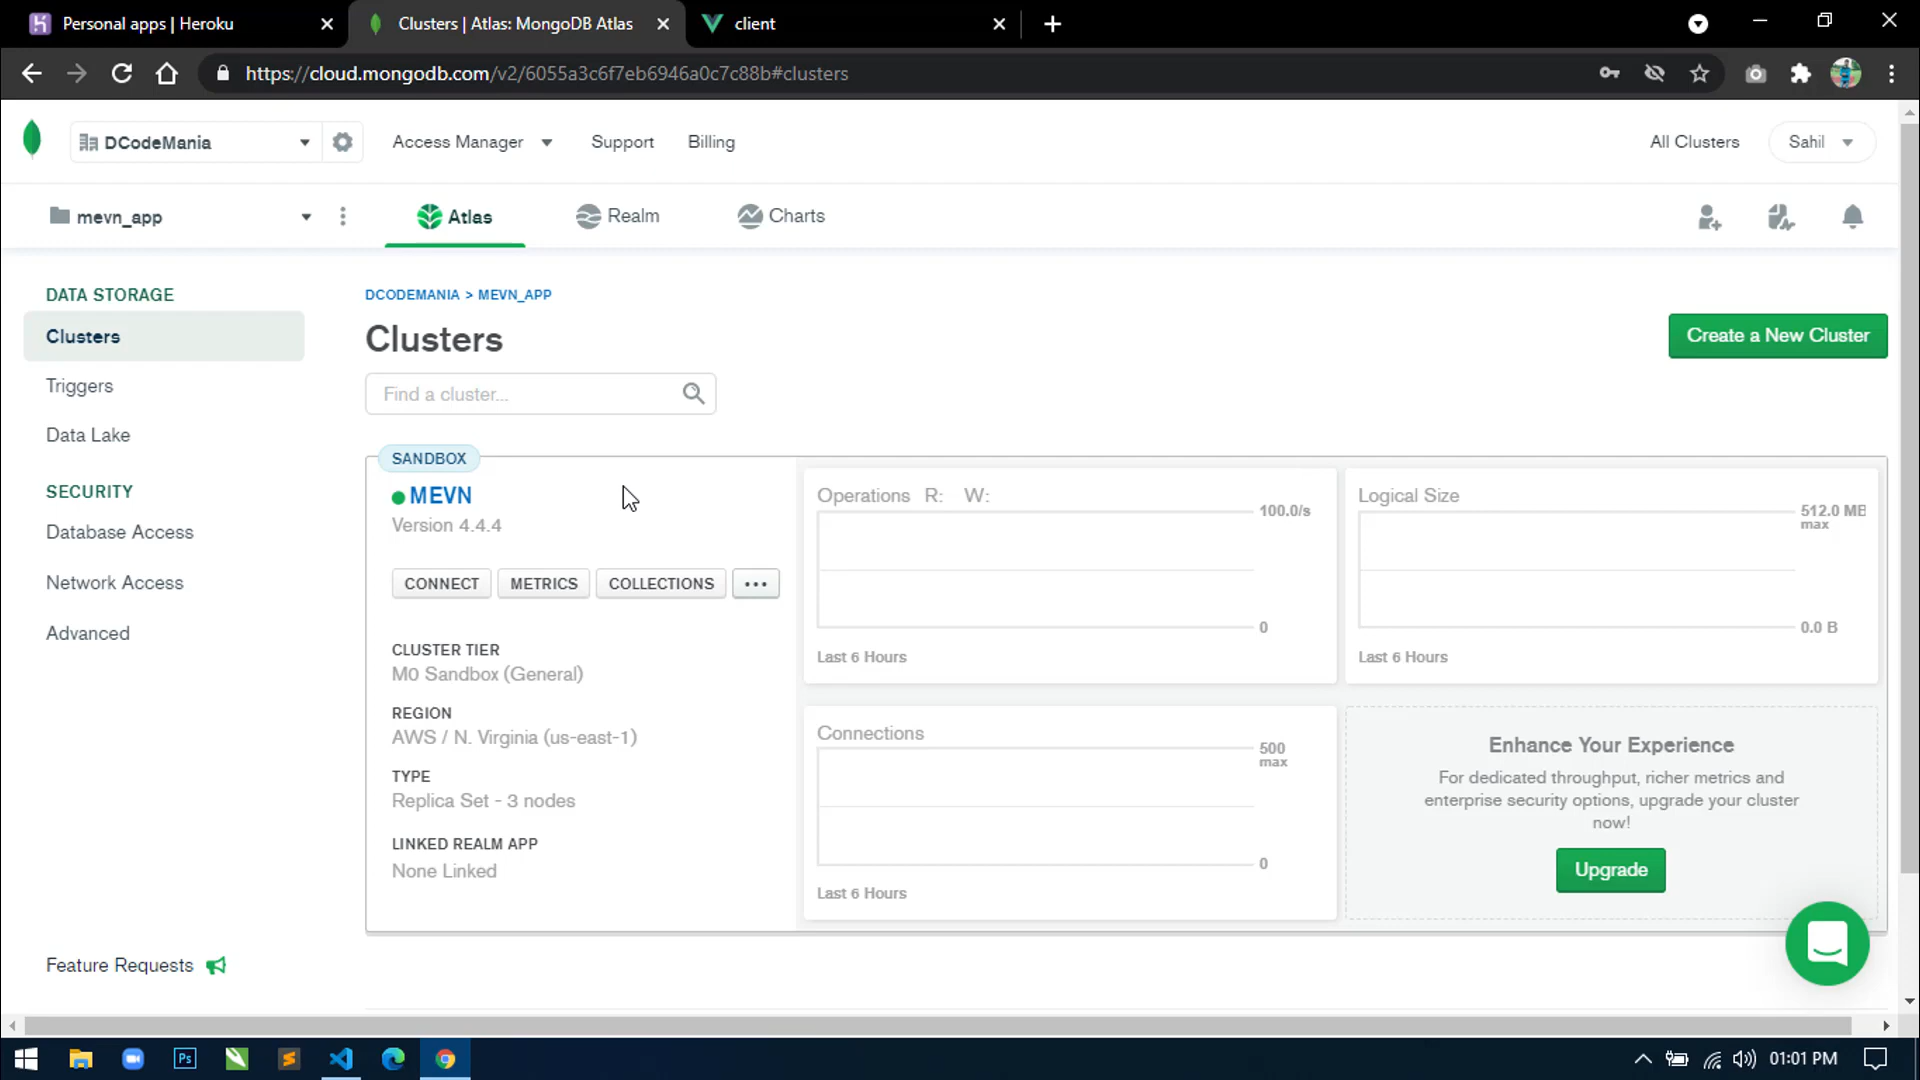 Personal apps | Heroku
Clusters | Atlas: MongoDB Atlas
client
https://cloud.mongodb.com/v2/6055a3c6f7eb6946a0c7c88b#clusters
DCodeMania
Access Manager
Support
Billing
All Clusters
Sahil
mevn_app
Atlas
Realm
Charts
DATA STORAGE
Clusters
Triggers
Data Lake
SECURITY
Database Access
Network Access
Advanced
Feature Requests
DCODEMANIA > MEVN_APP
Clusters
Create a New Cluster
Find a cluster...
SANDBOX
MEVN
Version 4.4.4
CONNECT
METRICS
COLLECTIONS
CLUSTER TIER
M0 Sandbox (General)
REGION
AWS / N. Virginia (us-east-1)
TYPE
Replica Set - 3 nodes
LINKED REALM APP
None Linked
Operations R: W:
100.0/s
0
Last 6 Hours
Logical Size
512.0 MB
max
0.0 B
Last 6 Hours
Connections
500
max
0
Last 6 Hours
Enhance Your Experience
For dedicated throughput, richer metrics and
enterprise security options, upgrade your cluster
now!
Upgrade
Ps
01:01 PM